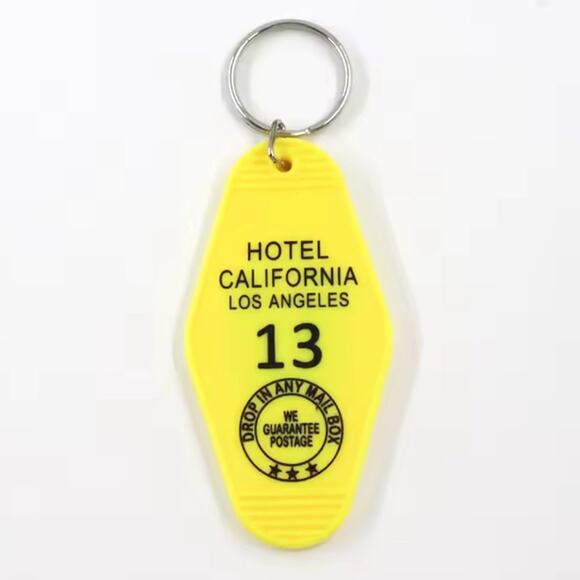 HOTEL
CALIFORNIA
LOS ANGELES
13
DROP IN ANY MAIL BOX
WE
GUARANTEE
POSTAGE